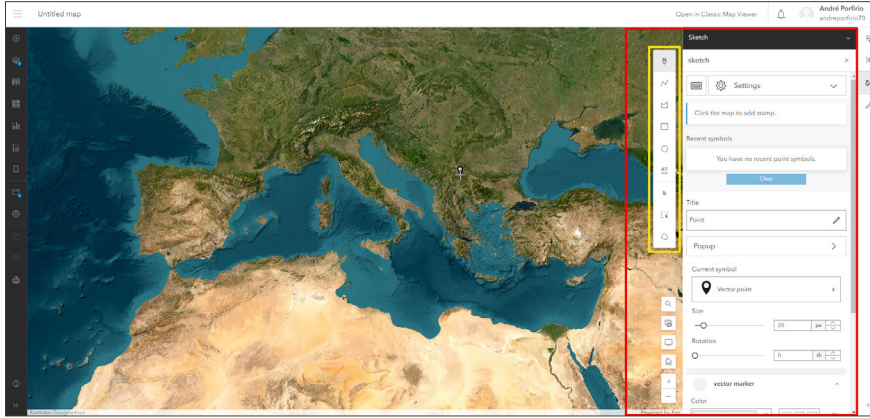 Untitled map
Open in Classic Map Viewer
André Porfírio
andreporfirio70
Sketch
sketch
Settings
Click the map to add stamp.
Recent symbols
You have no recent point symbols.
Clear
Title
Point
Popup
Current symbol
Vector point
Size
20 px
Rotation
0
vector marker
Color
Earthstar Geographics
Powered by Esri